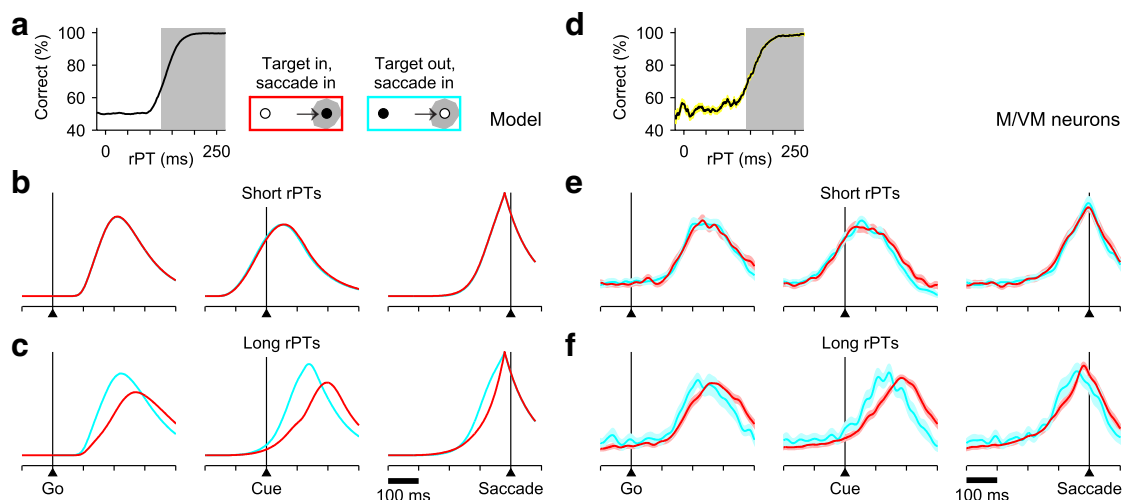 a
Correct (%)
100
80
60
40
0
250
rPT (ms)
Target in,
saccade in
Target out,
saccade in
Model
d
Correct (%)
100
80
60
40
0
250
rPT (ms)
M/VM neurons
b
Short rPTs
e
Short rPTs
c
Long rPTs
Go
Cue
Saccade
100 ms
f
Long rPTs
Go
Cue
Saccade
100 ms